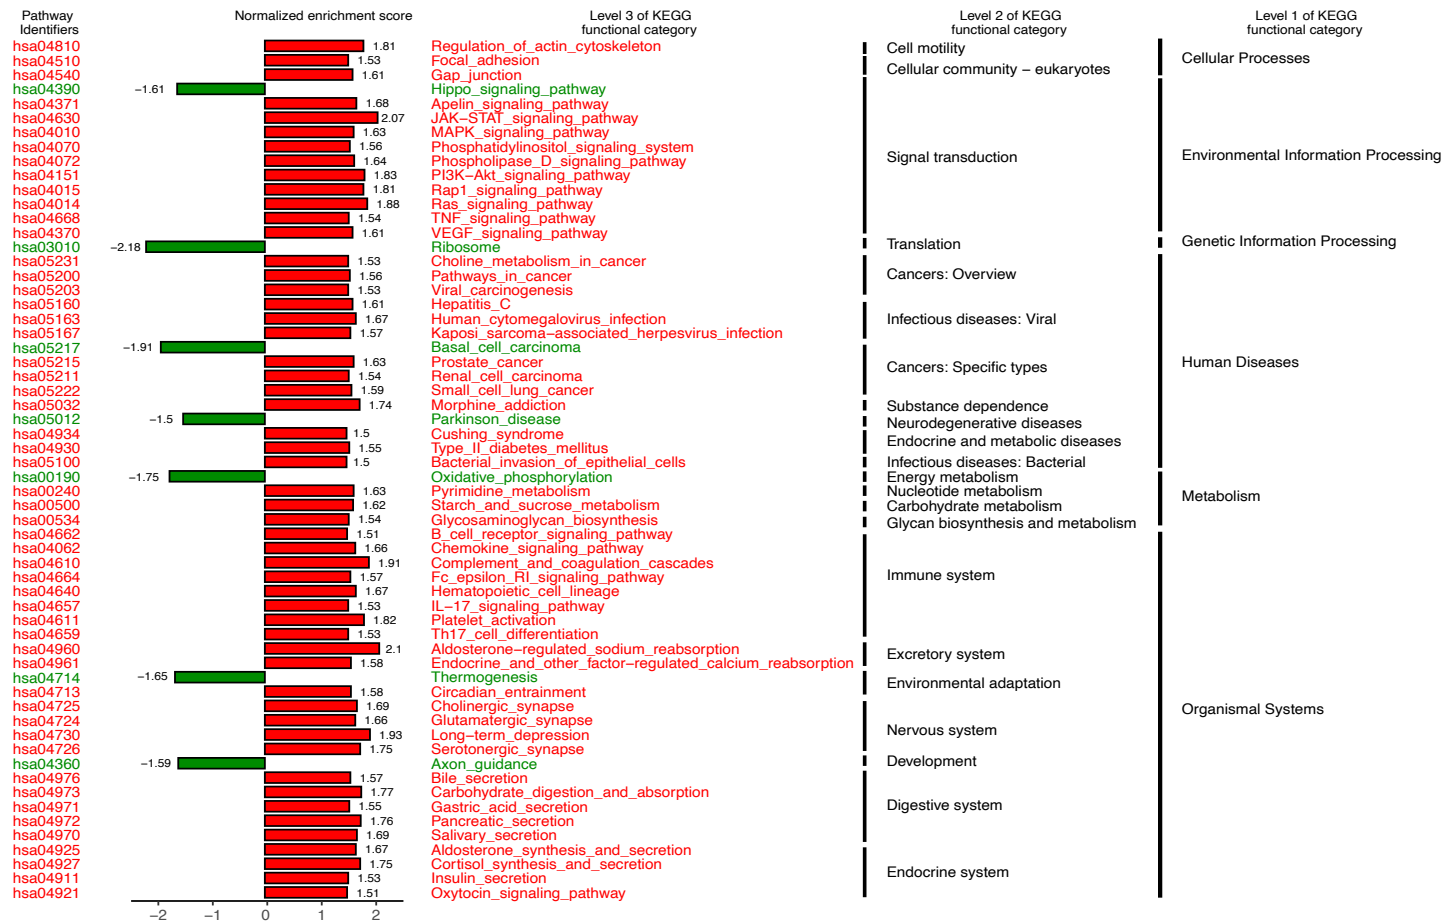 Pathway Identifiers	Normalized enrichment score	Level 3 of KEGG functional category	Level 2 of KEGG functional category	Level 1 of KEGG functional category
hsa04810 1.81 Regulation_of_actin_cytoskeleton Cell motility
hsa04510 1.53 Focal_adhesion Cellular Processes
hsa04540 1.61 Gap_junction Cellular community − eukaryotes
hsa04390 −1.61 Hippo_signaling_pathway
hsa04371 1.68 Apelin_signaling_pathway
hsa04630 2.07 JAK−STAT_signaling_pathway
hsa04010 1.63 MAPK_signaling_pathway
hsa04070 1.56 Phosphatidylinositol_signaling_system
hsa04072 1.64 Phospholipase_D_signaling_pathway Signal transduction Environmental Information Processing
hsa04151 1.83 PI3K−Akt_signaling_pathway
hsa04015 1.81 Rap1_signaling_pathway
hsa04014 1.88 Ras_signaling_pathway
hsa04668 1.54 TNF_signaling_pathway
hsa04370 1.61 VEGF_signaling_pathway
hsa03010 −2.18 Ribosome Translation Genetic Information Processing
hsa05231 1.53 Choline_metabolism_in_cancer
hsa05200 1.56 Pathways_in_cancer Cancers: Overview
hsa05203 1.53 Viral_carcinogenesis
hsa05160 1.61 Hepatitis_C
hsa05163 1.67 Human_cytomegalovirus_infection Infectious diseases: Viral
hsa05167 1.57 Kaposi_sarcoma−associated_herpesvirus_infection
hsa05217 −1.91 Basal_cell_carcinoma
hsa05215 1.63 Prostate_cancer Cancers: Specific types Human Diseases
hsa05211 1.54 Renal_cell_carcinoma
hsa05222 1.59 Small_cell_lung_cancer
hsa05032 1.74 Morphine_addiction Substance dependence
hsa05012 −1.5 Parkinson_disease Neurodegenerative diseases
hsa04934 1.5 Cushing_syndrome Endocrine and metabolic diseases
hsa04930 1.55 Type_II_diabetes_mellitus
hsa05100 1.5 Bacterial_invasion_of_epithelial_cells Infectious diseases: Bacterial
hsa00190 −1.75 Oxidative_phosphorylation Energy metabolism
hsa00240 1.63 Pyrimidine_metabolism Nucleotide metabolism Metabolism
hsa00500 1.62 Starch_and_sucrose_metabolism Carbohydrate metabolism
hsa00534 1.54 Glycosaminoglycan_biosynthesis Glycan biosynthesis and metabolism
hsa04662 1.51 B_cell_receptor_signaling_pathway
hsa04062 1.66 Chemokine_signaling_pathway
hsa04610 1.91 Complement_and_coagulation_cascades
hsa04664 1.57 Fc_epsilon_RI_signaling_pathway Immune system
hsa04640 1.67 Hematopoietic_cell_lineage
hsa04657 1.53 IL−17_signaling_pathway
hsa04611 1.82 Platelet_activation
hsa04659 1.53 Th17_cell_differentiation
hsa04960 2.1 Aldosterone−regulated_sodium_reabsorption Excretory system
hsa04961 1.58 Endocrine_and_other_factor−regulated_calcium_reabsorption
hsa04714 −1.65 Thermogenesis Environmental adaptation
hsa04713 1.58 Circadian_entrainment
hsa04725 1.69 Cholinergic_synapse Organismal Systems
hsa04724 1.66 Glutamatergic_synapse
hsa04730 1.93 Long−term_depression Nervous system
hsa04726 1.75 Serotonergic_synapse
hsa04360 −1.59 Axon_guidance Development
hsa04976 1.57 Bile_secretion
hsa04973 1.77 Carbohydrate_digestion_and_absorption
hsa04971 1.55 Gastric_acid_secretion Digestive system
hsa04972 1.76 Pancreatic_secretion
hsa04970 1.69 Salivary_secretion
hsa04925 1.67 Aldosterone_synthesis_and_secretion
hsa04927 1.75 Cortisol_synthesis_and_secretion Endocrine system
hsa04911 1.53 Insulin_secretion
hsa04921 1.51 Oxytocin_signaling_pathway
−2 −1 0 1 2